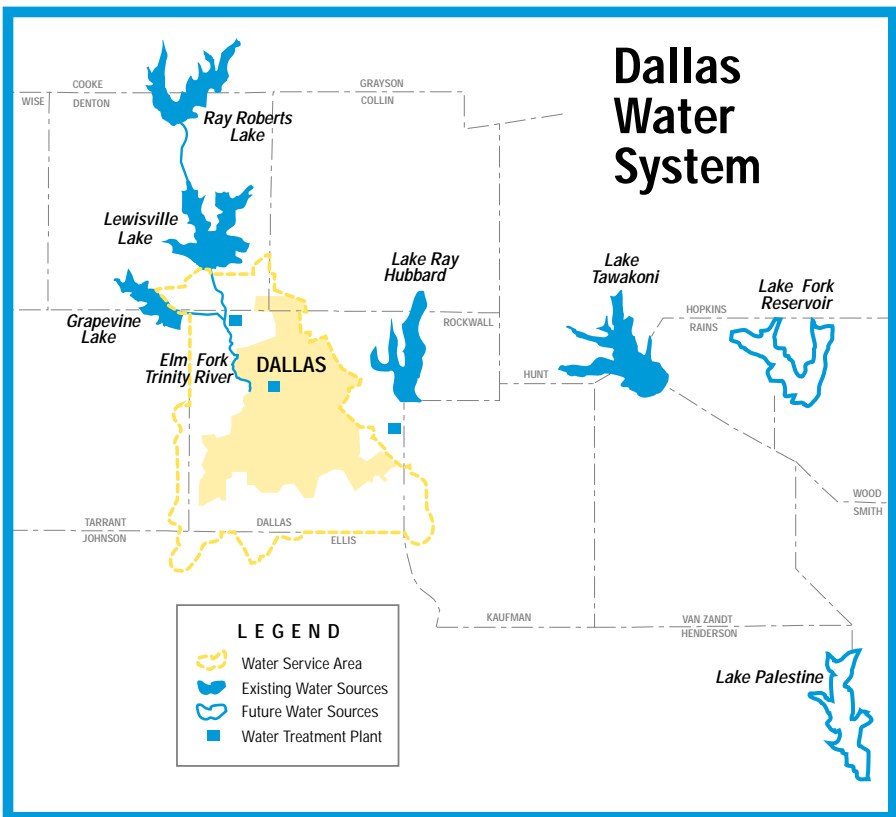 Dallas
Water
System
COOKE
GRAYSON
WISE
DENTON
COLLIN
Ray Roberts
Lake
Lewisville
Lake
Lake Ray
Hubbard
Lake
Tawakoni
Lake Fork
Reservoir
HOPKINS
Grapevine
Lake
ROCKWALL
RAINS
Elm Fork
Trinity River
DALLAS
HUNT
WOOD
SMITH
TARRANT
DALLAS
JOHNSON
ELLIS
KAUFMAN
VAN ZANDT
HENDERSON
Lake Palestine
LEGEND
Water Service Area
Existing Water Sources
Future Water Sources
Water Treatment Plant